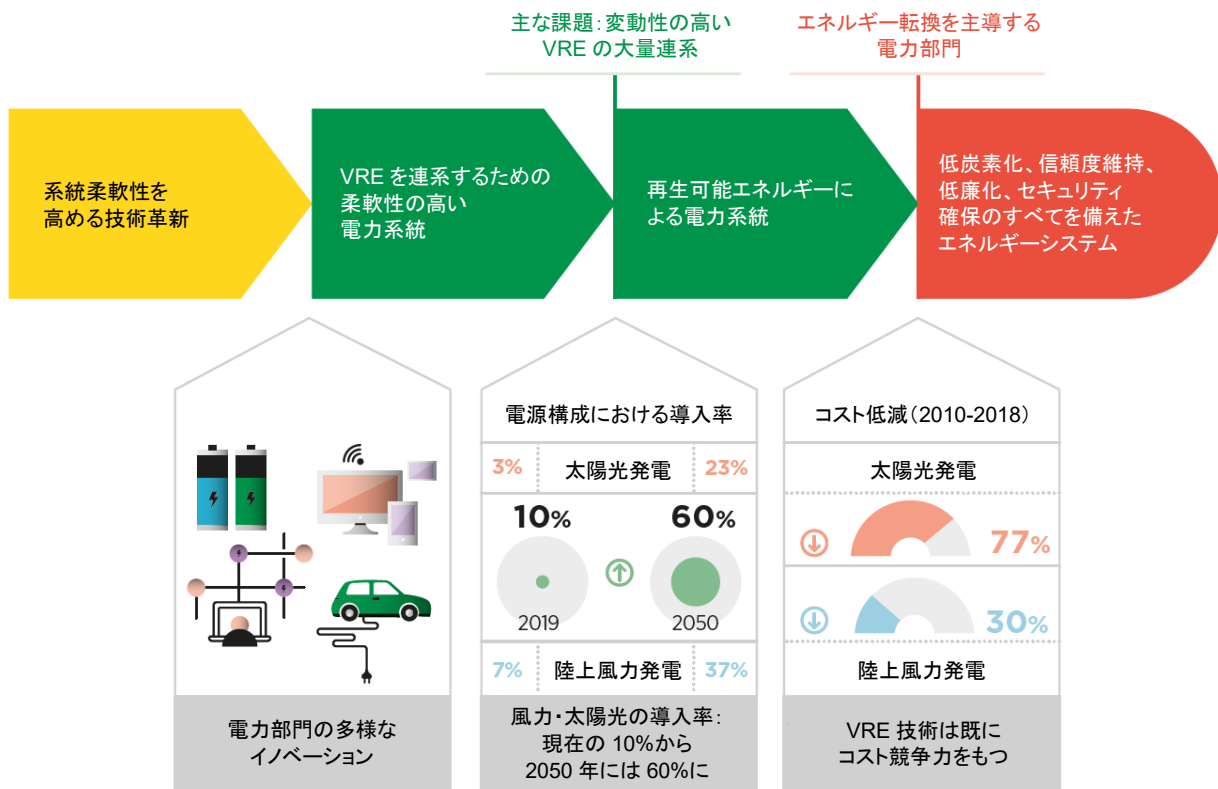 主な課題：変動性の高い
VRE の大量連系
エネルギー転換を主導する
電力部門
系統柔軟性を
高める技術革新
VRE を連系するための
柔軟性の高い
電力系統
再生可能エネルギーに
よる電力系統
低炭素化、信頼度維持、
低廉化、セキュリティ
確保のすべてを備えた
エネルギーシステム
電力部門の多様な
イノベーション
電源構成における導入率
3% 太陽光発電 23%
10% 60%
2019 2050
7% 陸上風力発電 37%
風力・太陽光の導入率：
現在の 10%から
2050 年には 60%に
コスト低減（2010-2018）
太陽光発電
77%
30%
陸上風力発電
VRE 技術は既に
コスト競争力をもつ